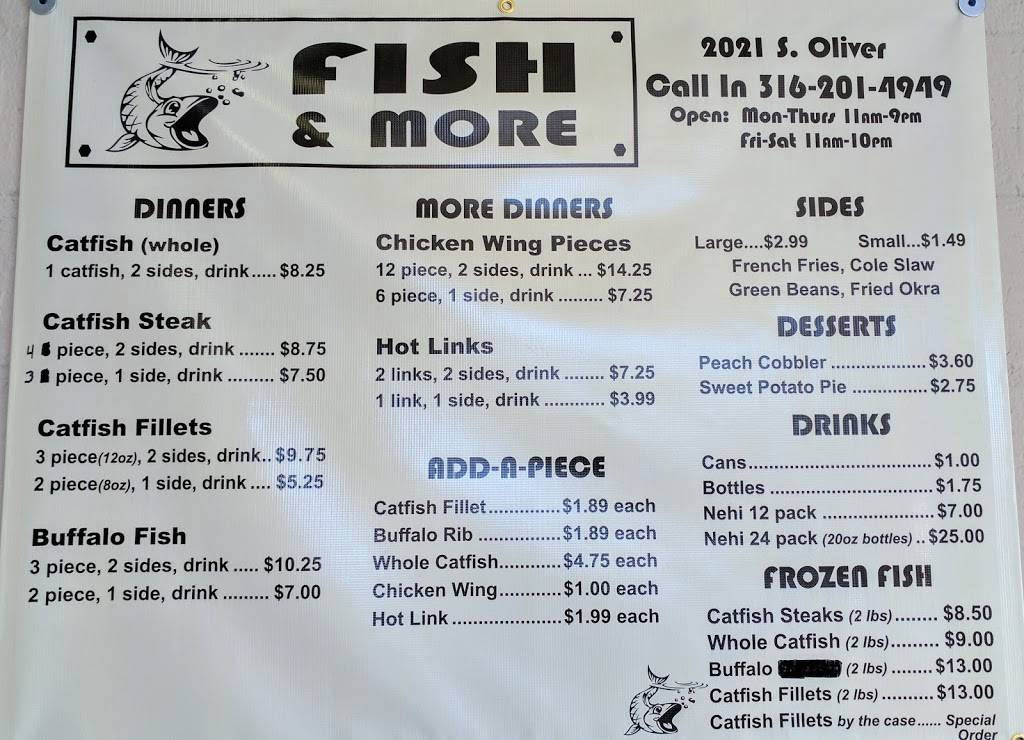 FISH
& MORE
2021 S. Oliver
Call In 316-201-4949
Open: Mon-Thurs 11am-9pm
Fri-Sat 11am-10pm
DINNERS
Catfish (whole)
1 catfish, 2 sides, drink..... $8.25
Catfish Steak
4 piece, 2 sides, drink ....... $8.75
3 piece, 1 side, drink ......... $7.50
Catfish Fillets
3 piece(12oz), 2 sides, drink.. $9.75
2 piece(8oz), 1 side, drink .... $5.25
Buffalo Fish
3 piece, 2 sides, drink ..... $10.25
2 piece, 1 side, drink ......... $7.00
MORE DINNERS
Chicken Wing Pieces
12 piece, 2 sides, drink ... $14.25
6 piece, 1 side, drink ......... $7.25
Hot Links
2 links, 2 sides, drink ........ $7.25
1 link, 1 side, drink ............ $3.99
ADD-A-PIECE
Catfish Fillet..............$1.89 each
Buffalo Rib ................$1.89 each
Whole Catfish............$4.75 each
Chicken Wing............$1.00 each
Hot Link .....................$1.99 each
SIDES
Large....$2.99 Small...$1.49
French Fries, Cole Slaw
Green Beans, Fried Okra
DESSERTS
Peach Cobbler ...................$3.60
Sweet Potato Pie ...............$2.75
DRINKS
Cans...................................$1.00
Bottles ...............................$1.75
Nehi 12 pack .....................$7.00
Nehi 24 pack (20oz bottles) ..$25.00
FROZEN FISH
Catfish Steaks (2 lbs)........ $8.50
Whole Catfish (2 lbs)......... $9.00
Buffalo (2 lbs) ........$13.00
Catfish Fillets (2 lbs) ..........$13.00
Catfish Fillets by the case...... Special
Order